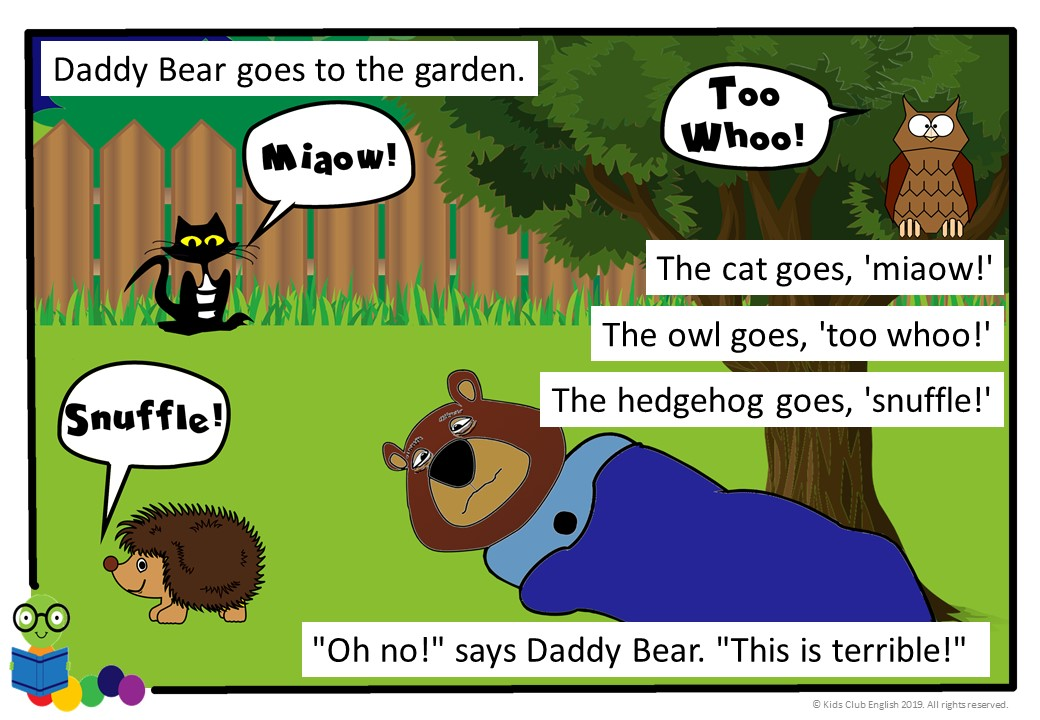 Daddy Bear goes to the garden.
Too
Whoo!
Miaow!
The cat goes, 'miaow!'
The owl goes, 'too whoo!'
The hedgehog goes, 'snuffle!'
Snuffle!
"Oh no!" says Daddy Bear. "This is terrible!"
© Kids Club English 2019. All rights reserved.